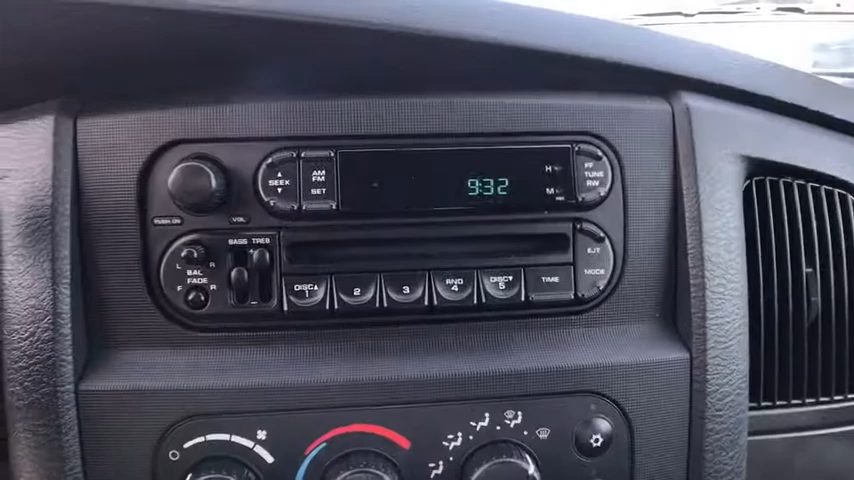 SEEK
AM
FM
SET
9:32
H
M
FF
TUNE
RW
PUSH-ON
VOL
BASS TREB
L R
BAL
FADE
F R
EJT
MODE
DISC▲
1
2
3
RND
4
DISC▼
5
TIME